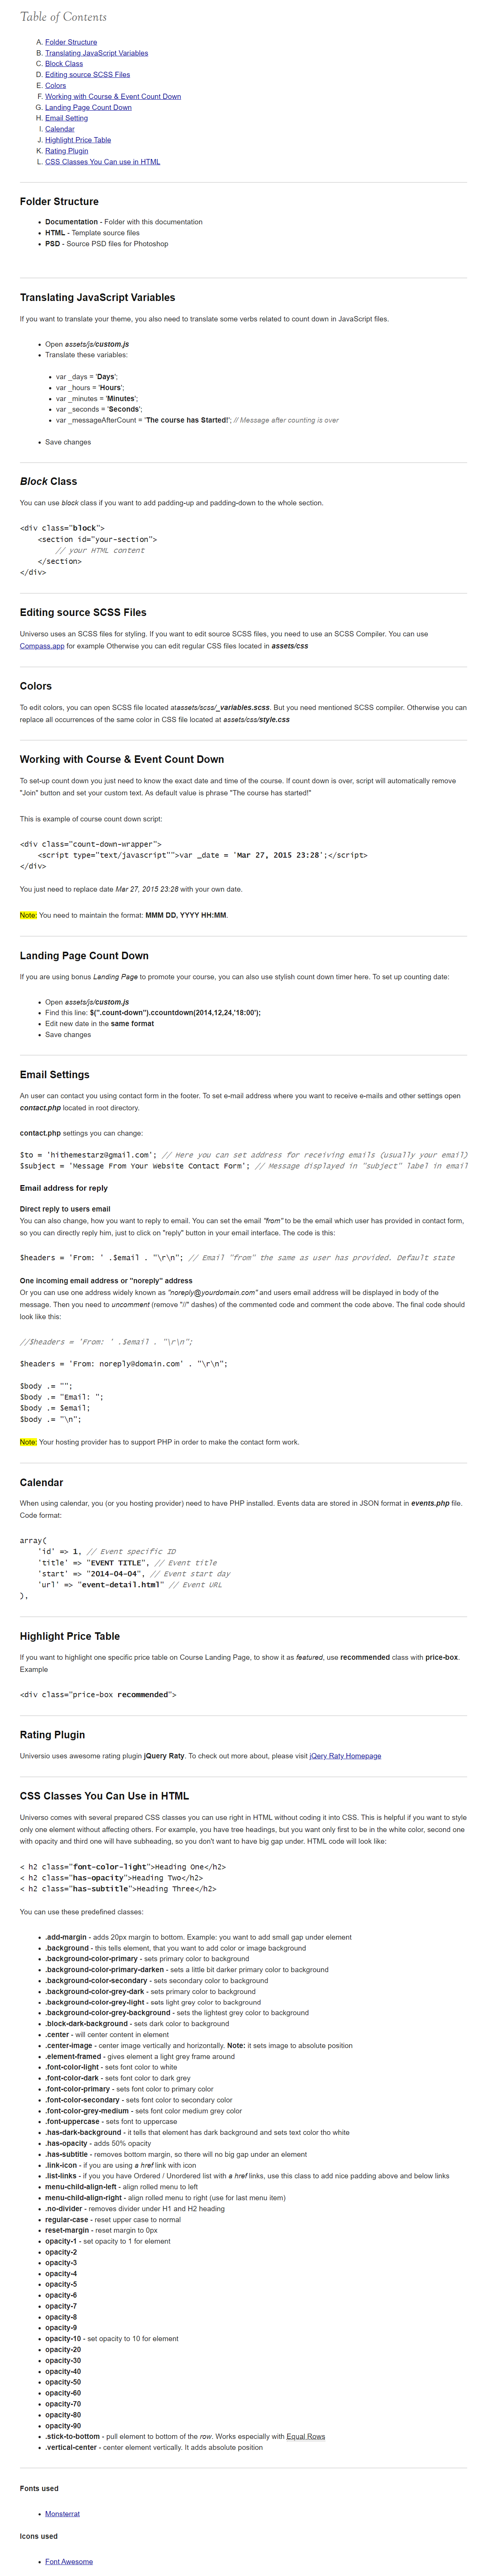 Table of Contents
A. Folder Structure
B. Translating JavaScript Variables
C. Block Class
D. Editing source SCSS Files
E. Colors
F. Working with Course & Event Count Down
G. Landing Page Count Down
H. Email Setting
I. Calendar
J. Highlight Price Table
K. Rating Plugin
L. CSS Classes You Can use in HTML
Folder Structure
• Documentation - Folder with this documentation
• HTML - Template source files
• PSD - Source PSD files for Photoshop
Translating JavaScript Variables
If you want to translate your theme, you also need to translate some verbs related to count down in JavaScript files.
• Open assets/js/custom.js
• Translate these variables:
• var _days = 'Days';
• var _hours = 'Hours';
• var _minutes = 'Minutes';
• var _seconds = 'Seconds';
• var _messageAfterCount = 'The course has Started!'; // Message after counting is over
• Save changes
Block Class
You can use block class if you want to add padding-up and padding-down to the whole section.
<div class="block">
    <section id="your-section">
        // your HTML content
    </section>
</div>
Editing source SCSS Files
Universo uses an SCSS files for styling. If you want to edit source SCSS files, you need to use an SCSS Compiler. You can use
Compass.app for example Otherwise you can edit regular CSS files located in assets/css
Colors
To edit colors, you can open SCSS file located atassets/scss/_variables.scss. But you need mentioned SCSS compiler. Otherwise you can
replace all occurrences of the same color in CSS file located at assets/css/style.css
Working with Course & Event Count Down
To set-up count down you just need to know the exact date and time of the course. If count down is over, script will automatically remove
"Join" button and set your custom text. As default value is phrase "The course has started!"
This is example of course count down script:
<div class="count-down-wrapper">
    <script type="text/javascript"">var _date = 'Mar 27, 2015 23:28';</script>
</div>
You just need to replace date Mar 27, 2015 23:28 with your own date.
Note: You need to maintain the format: MMM DD, YYYY HH:MM.
Landing Page Count Down
If you are using bonus Landing Page to promote your course, you can also use stylish count down timer here. To set up counting date:
• Open assets/js/custom.js
• Find this line: $(".count-down").ccountdown(2014,12,24,'18:00');
• Edit new date in the same format
• Save changes
Email Settings
An user can contact you using contact form in the footer. To set e-mail address where you want to receive e-mails and other settings open
contact.php located in root directory.
contact.php settings you can change:
$to = 'hithemestarz@gmail.com'; // Here you can set address for receiving emails (usually your email)
$subject = 'Message From Your Website Contact Form'; // Message displayed in "subject" label in email
Email address for reply
Direct reply to users email
You can also change, how you want to reply to email. You can set the email "from" to be the email which user has provided in contact form,
so you can directly reply him, just to click on "reply" button in your email interface. The code is this:
$headers = 'From: ' .$email . "\r\n"; // Email "from" the same as user has provided. Default state
One incoming email address or "noreply" address
Or you can use one address widely known as "noreply@yourdomain.com" and users email address will be displayed in body of the
message. Then you need to uncomment (remove "//" dashes) of the commented code and comment the code above. The final code should
look like this:
//$headers = 'From: ' .$email . "\r\n";
$headers = 'From: noreply@domain.com' . "\r\n";
$body .= "";
$body .= "Email: ";
$body .= $email;
$body .= "\n";
Note: Your hosting provider has to support PHP in order to make the contact form work.
Calendar
When using calendar, you (or you hosting provider) need to have PHP installed. Events data are stored in JSON format in events.php file.
Code format:
array(
    'id' => 1, // Event specific ID
    'title' => "EVENT TITLE", // Event title
    'start' => "2014-04-04", // Event start day
    'url' => "event-detail.html" // Event URL
),
Highlight Price Table
If you want to highlight one specific price table on Course Landing Page, to show it as featured, use recommended class with price-box.
Example
<div class="price-box recommended">
Rating Plugin
Universio uses awesome rating plugin jQuery Raty. To check out more about, please visit jQery Raty Homepage
CSS Classes You Can Use in HTML
Universo comes with several prepared CSS classes you can use right in HTML without coding it into CSS. This is helpful if you want to style
only one element without affecting others. For example, you have tree headings, but you want only first to be in the white color, second one
with opacity and third one will have subheading, so you don't want to have big gap under. HTML code will look like:
< h2 class="font-color-light">Heading One</h2>
< h2 class="has-opacity">Heading Two</h2>
< h2 class="has-subtitle">Heading Three</h2>
You can use these predefined classes:
• .add-margin - adds 20px margin to bottom. Example: you want to add small gap under element
• .background - this tells element, that you want to add color or image background
• .background-color-primary - sets primary color to background
• .background-color-primary-darken - sets a little bit darker primary color to background
• .background-color-secondary - sets secondary color to background
• .background-color-grey-dark - sets primary color to background
• .background-color-grey-light - sets light grey color to background
• .background-color-grey-background - sets the lightest grey color to background
• .block-dark-background - sets dark color to background
• .center - will center content in element
• .center-image - center image vertically and horizontally. Note: it sets image to absolute position
• .element-framed - gives element a light grey frame around
• .font-color-light - sets font color to white
• .font-color-dark - sets font color to dark grey
• .font-color-primary - sets font color to primary color
• .font-color-secondary - sets font color to secondary color
• .font-color-grey-medium - sets font color medium grey color
• .font-uppercase - sets font to uppercase
• .has-dark-background - it tells that element has dark background and sets text color tho white
• .has-opacity - adds 50% opacity
• .has-subtitle - removes bottom margin, so there will no big gap under an element
• .link-icon - if you are using a href link with icon
• .list-links - if you you have Ordered / Unordered list with a href links, use this class to add nice padding above and below links
• menu-child-align-left - align rolled menu to left
• menu-child-align-right - align rolled menu to right (use for last menu item)
• .no-divider - removes divider under H1 and H2 heading
• regular-case - reset upper case to normal
• reset-margin - reset margin to 0px
• opacity-1 - set opacity to 1 for element
• opacity-2
• opacity-3
• opacity-4
• opacity-5
• opacity-6
• opacity-7
• opacity-8
• opacity-9
• opacity-10 - set opacity to 10 for element
• opacity-20
• opacity-30
• opacity-40
• opacity-50
• opacity-60
• opacity-70
• opacity-80
• opacity-90
• .stick-to-bottom - pull element to bottom of the row. Works especially with Equal Rows
• .vertical-center - center element vertically. It adds absolute position
Fonts used
• Monsterrat
Icons used
• Font Awesome